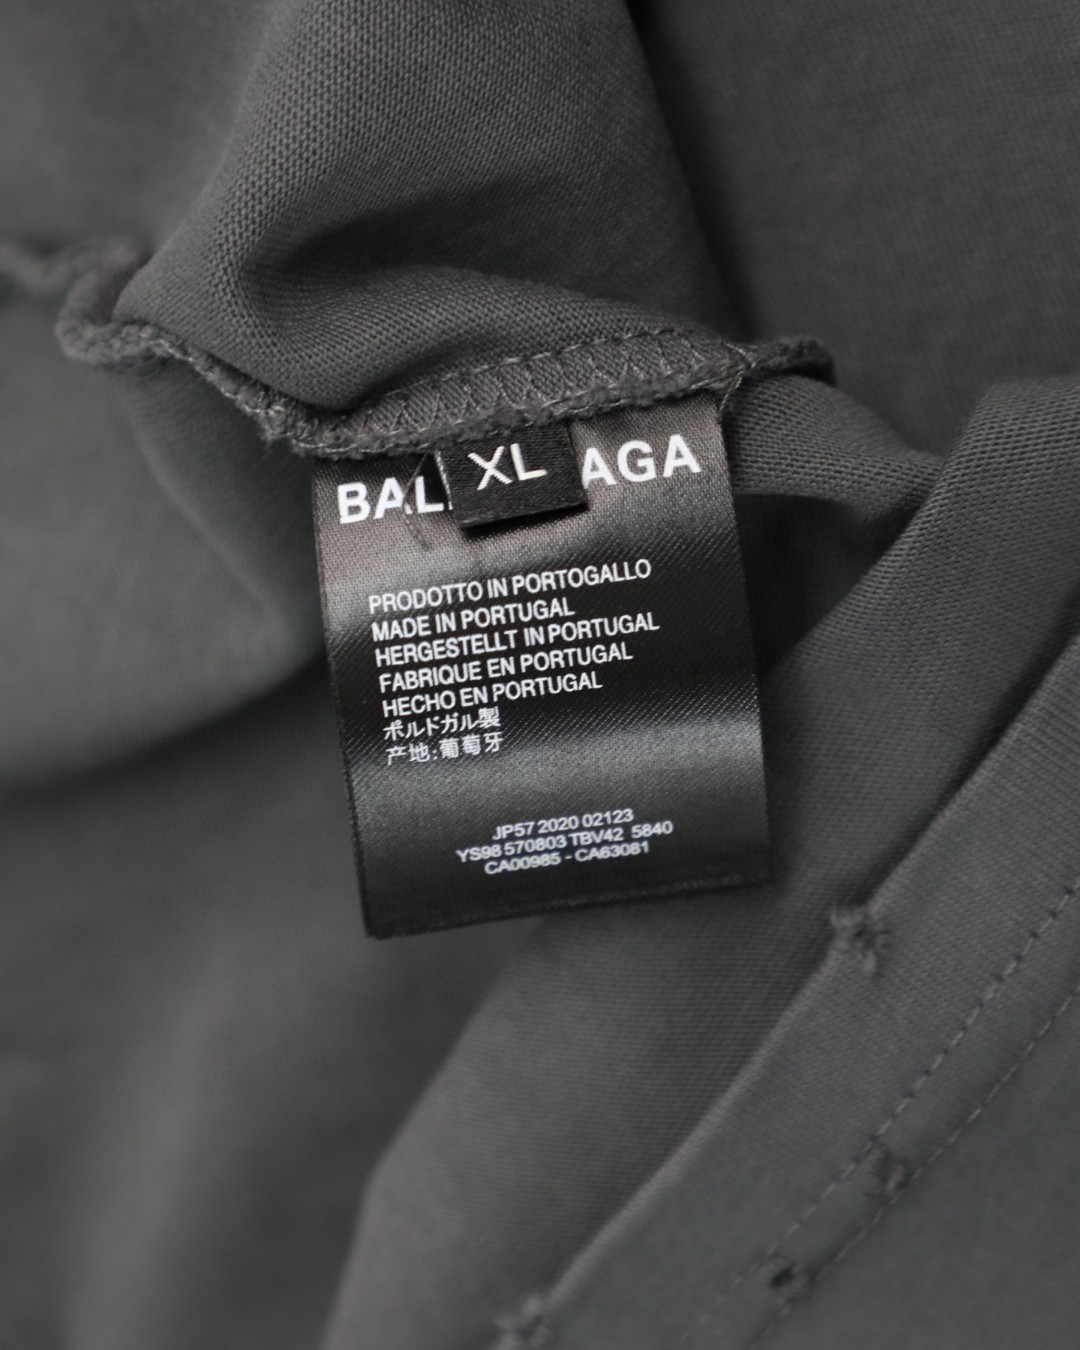 BAL AGA
XL
PRODOTTO IN PORTOGALLO
MADE IN PORTUGAL
HERGESTELLT IN PORTUGAL
FABRIQUE EN PORTUGAL
HECHO EN PORTUGAL
ポルドガル製
产地:葡萄牙
JP57 2020 02123
YS98 570803 TBV42 5840
CA00985 - CA63081